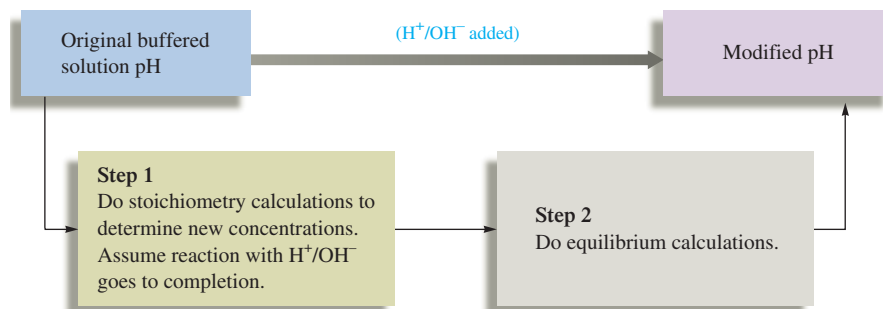 Original buffered
solution pH
(H⁺/OH⁻ added)
Modified pH
Step 1
Do stoichiometry calculations to
determine new concentrations.
Assume reaction with H⁺/OH⁻
goes to completion.
Step 2
Do equilibrium calculations.